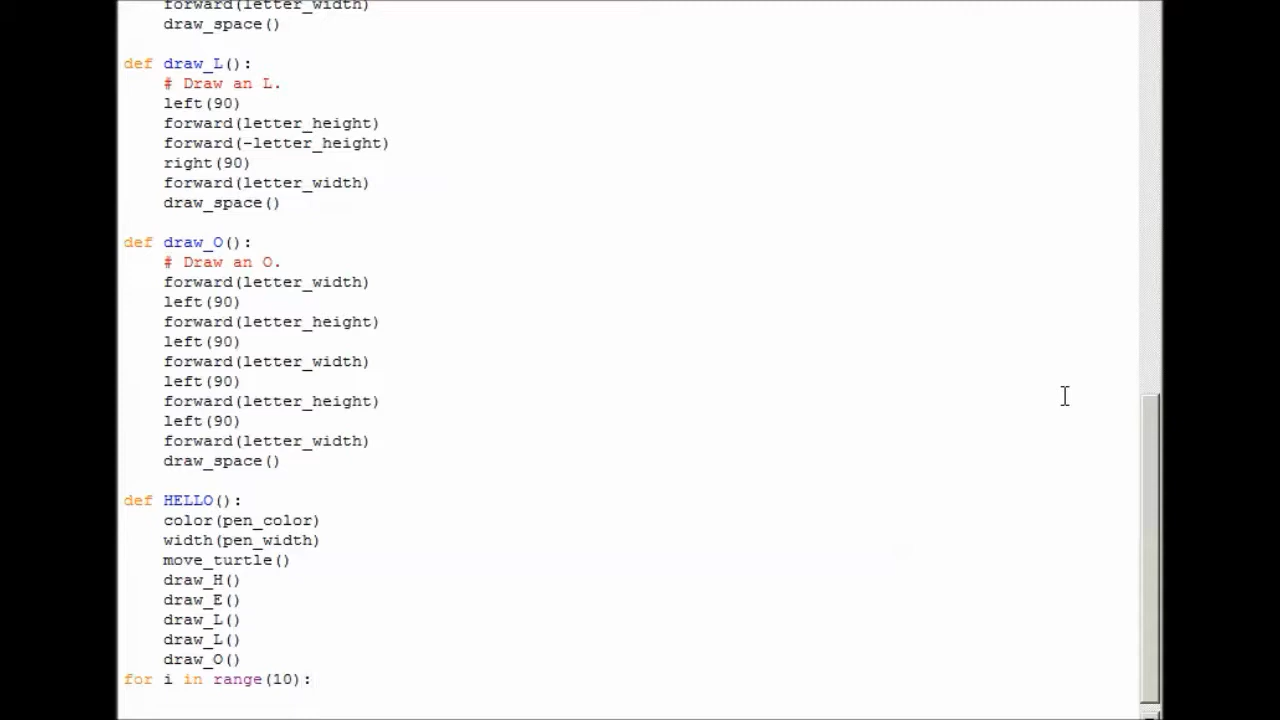 forward(letter_width)
draw_space()
def draw_L():
# Draw an L.
left(90)
forward(letter_height)
forward(-letter_height)
right(90)
forward(letter_width)
draw_space()
def draw_O():
# Draw an O.
forward(letter_width)
left(90)
forward(letter_height)
left(90)
forward(letter_width)
left(90)
forward(letter_height)
left(90)
forward(letter_width)
draw_space()
def HELLO():
color(pen_color)
width(pen_width)
move_turtle()
draw_H()
draw_E()
draw_L()
draw_L()
draw_O()
for i in range(10):